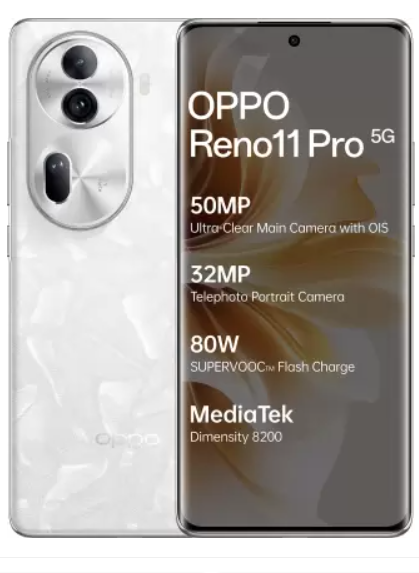 OPPO
Reno11 Pro 5G
50MP
Ultra-Clear Main Camera with OIS
32MP
Telephoto Portrait Camera
80W
SUPERVOOC™ Flash Charge
MediaTek
Dimensity 8200
oppo